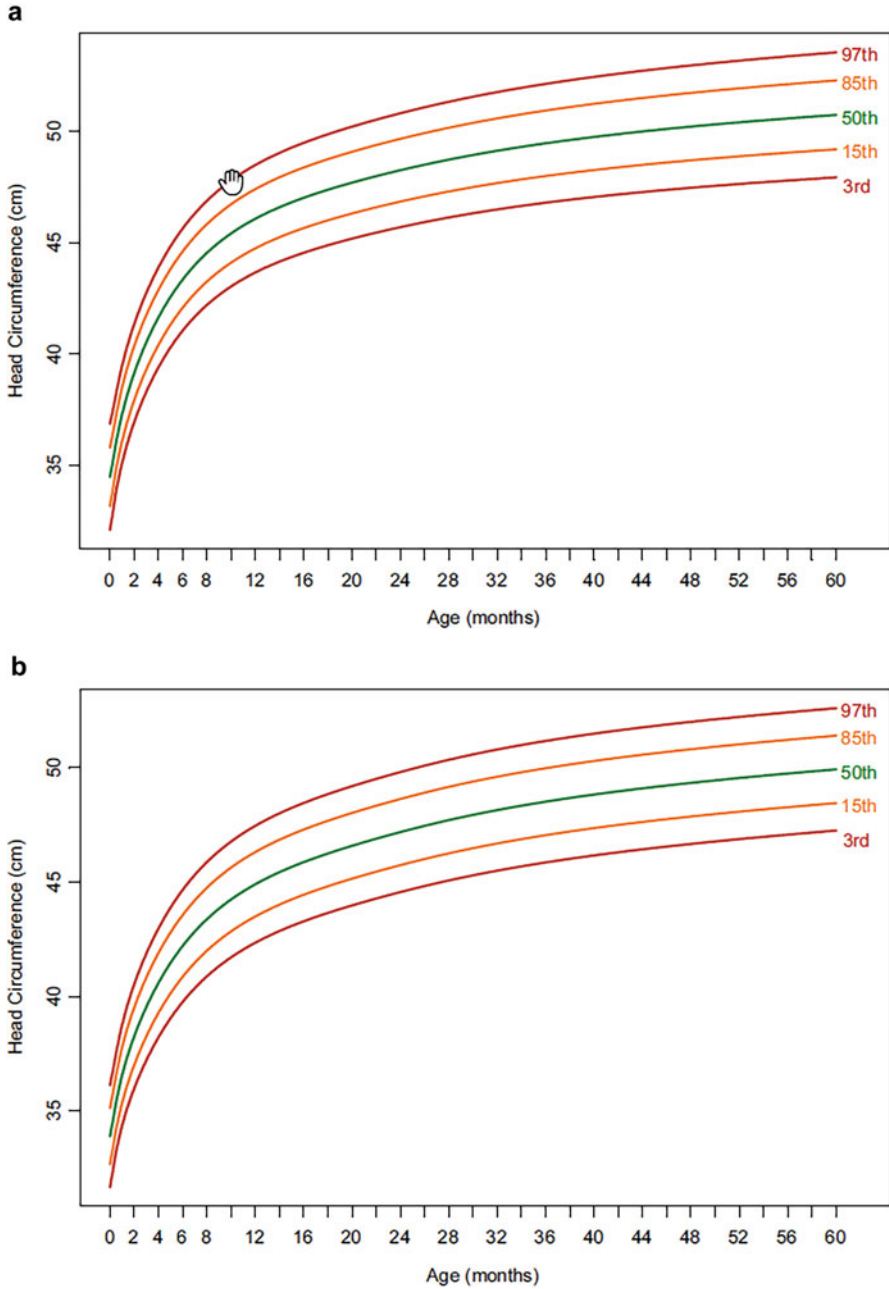 a
97th
85th
50th
15th
3rd
50
45
40
35
Head Circumference (cm)
0 2 4 6 8 12 16 20 24 28 32 36 40 44 48 52 56 60
Age (months)
b
97th
85th
50th
15th
3rd
50
45
40
35
Head Circumference (cm)
0 2 4 6 8 12 16 20 24 28 32 36 40 44 48 52 56 60
Age (months)